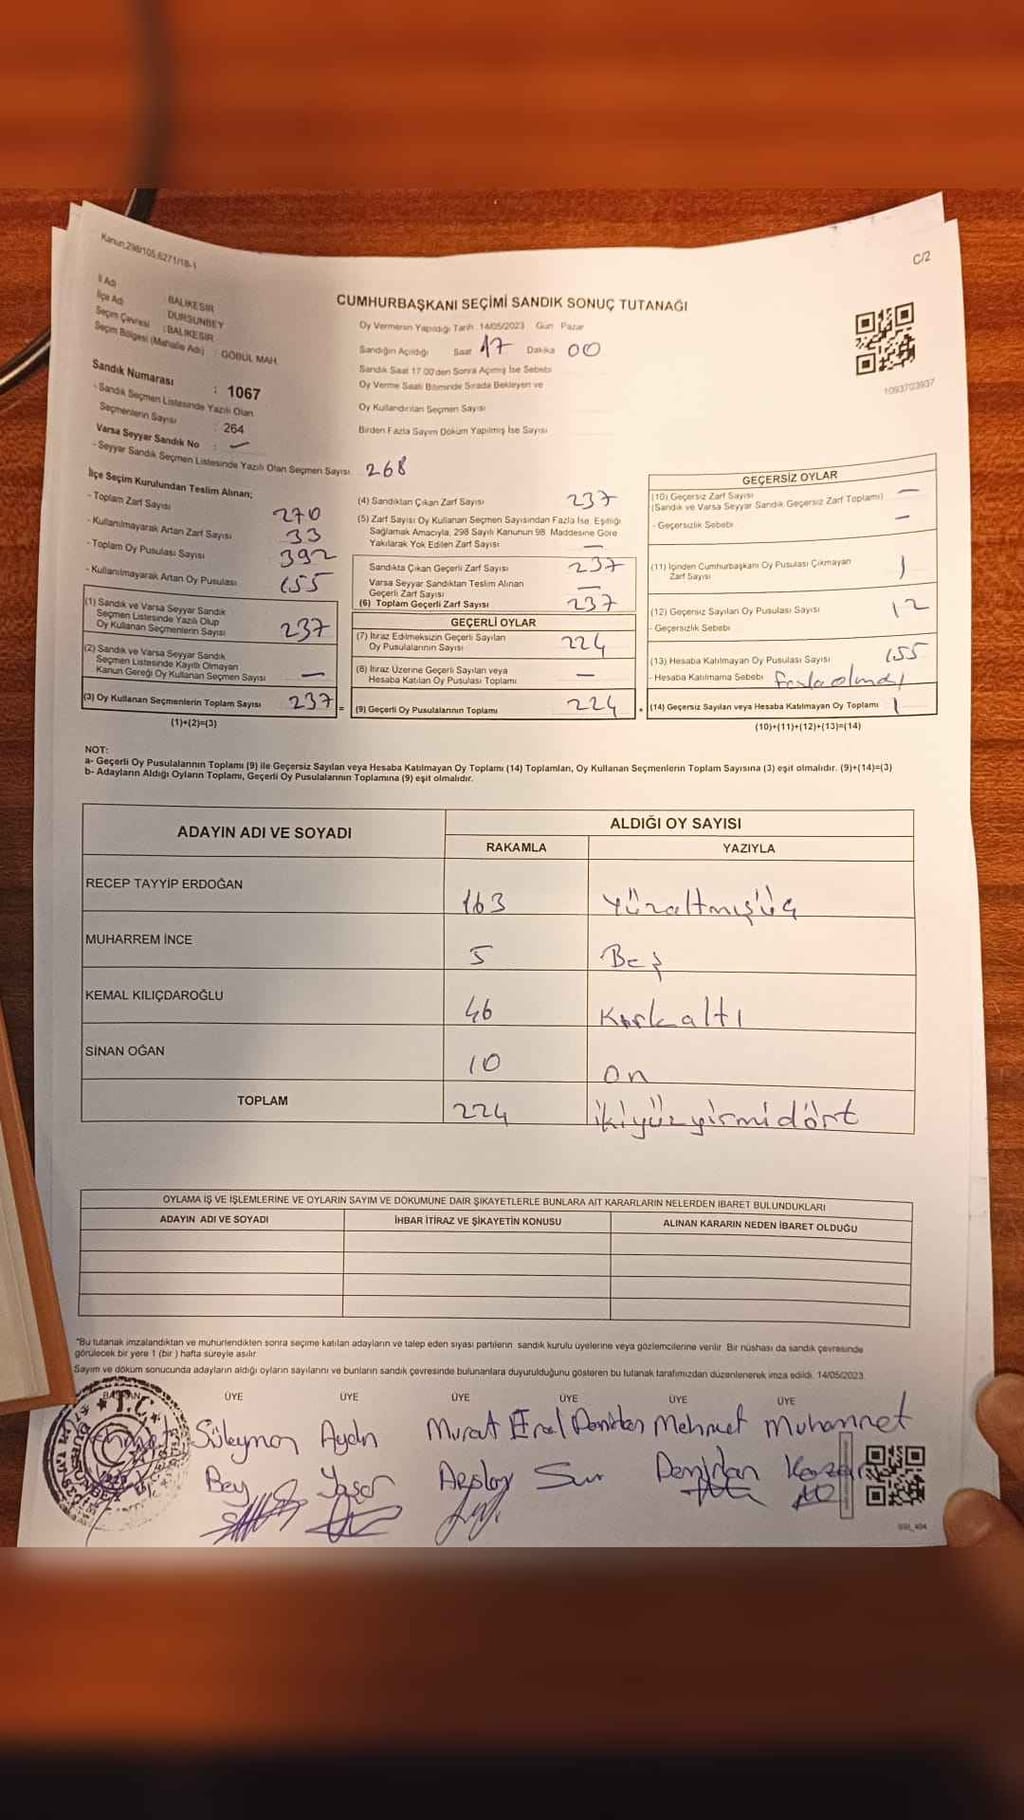 Kanun;298/105,6271/18-1
C/2
CUMHURBAŞKANI SEÇİMİ SANDIK SONUÇ TUTANAĞI
İl Adı : BALIKESİR
İlçe Adı : DURSUNBEY
Seçim Çevresi : BALIKESİR
Seçim Bölgesi (Mahalle Adı) : GÖBÜL MAH.
Sandık Numarası : 1067
- Sandık Seçmen Listesinde Yazılı Olan
Seçmenlerin Sayısı : 264
Varsa Seyyar Sandık No : —
- Seyyar Sandık Seçmen Listesinde Yazılı Olan Seçmen Sayısı 268
Oy Vermenin Yapıldığı Tarih :14/05/2023 Gün Pazar
Sandığın Açıldığı Saat 17 Dakika 00
Sandık Saat 17.00'den Sonra Açılmış İse Sebebi
Oy Verme Saati Bitiminde Sırada Bekleyen ve
Oy Kullandırılan Seçmen Sayısı
Birden Fazla Sayım Döküm Yapılmış İse Sayısı
1093703937
İlçe Seçim Kurulundan Teslim Alınan;
- Toplam Zarf Sayısı 270
- Kullanılmayarak Artan Zarf Sayısı 33
- Toplam Oy Pusulası Sayısı 392
- Kullanılmayarak Artan Oy Pusulası 155
(1) Sandık ve Varsa Seyyar Sandık
Seçmen Listesinde Yazılı Olup
Oy Kullanan Seçmenlerin Sayısı 237
(2) Sandık ve Varsa Seyyar Sandık
Seçmen Listesinde Kayıtlı Olmayan
Kanun Gereği Oy Kullanan Seçmen Sayısı —
(3) Oy Kullanan Seçmenlerin Toplam Sayısı 237 =
(1)+(2)=(3)
(4) Sandıktan Çıkan Zarf Sayısı 237
(5) Zarf Sayısı Oy Kullanan Seçmen Sayısından Fazla İse, Eşitliği
Sağlamak Amacıyla, 298 Sayılı Kanunun 98. Maddesine Göre
Yakılarak Yok Edilen Zarf Sayısı —
Sandıkta Çıkan Geçerli Zarf Sayısı 237
Varsa Seyyar Sandıktan Teslim Alınan
Geçerli Zarf Sayısı —
(6) Toplam Geçerli Zarf Sayısı 237
GEÇERLİ OYLAR
(7) İtiraz Edilmeksizin Geçerli Sayılan
Oy Pusulalarının Sayısı 224
(8) İtiraz Üzerine Geçerli Sayılan veya
Hesaba Katılan Oy Pusulası Toplamı —
(9) Geçerli Oy Pusulalarının Toplamı 224 +
GEÇERSİZ OYLAR
(10) Geçersiz Zarf Sayısı —
(Sandık ve Varsa Seyyar Sandık Geçersiz Zarf Toplamı)
- Geçersizlik Sebebi —
(11) İçinden Cumhurbaşkanı Oy Pusulası Çıkmayan
Zarf Sayısı 1
(12) Geçersiz Sayılan Oy Pusulası Sayısı 12
- Geçersizlik Sebebi
(13) Hesaba Katılmayan Oy Pusulası Sayısı 155
- Hesaba Katılmama Sebebi fazla olması
(14) Geçersiz Sayılan veya Hesaba Katılmayan Oy Toplamı 1
(10)+(11)+(12)+(13)=(14)
NOT:
a- Geçerli Oy Pusulalarının Toplamı (9) ile Geçersiz Sayılan veya Hesaba Katılmayan Oy Toplamı (14) Toplamları, Oy Kullanan Seçmenlerin Toplam Sayısına (3) eşit olmalıdır. (9)+(14)=(3)
b- Adayların Aldığı Oyların Toplamı, Geçerli Oy Pusulalarının Toplamına (9) eşit olmalıdır.
ADAYIN ADI VE SOYADI ALDIĞI OY SAYISI
RAKAMLA YAZIYLA
RECEP TAYYİP ERDOĞAN 163 Yüzaltmışüç
MUHARREM İNCE 5 Beş
KEMAL KILIÇDAROĞLU 46 Kırkaltı
SİNAN OĞAN 10 On
TOPLAM 224 ikiyüzyirmidört
OYLAMA İŞ VE İŞLEMLERİNE VE OYLARIN SAYIM VE DÖKÜMÜNE DAİR ŞİKAYETLERLE BUNLARA AİT KARARLARIN NELERDEN İBARET BULUNDUKLARI
ADAYIN ADI VE SOYADI İHBAR İTİRAZ VE ŞİKAYETİN KONUSU ALINAN KARARIN NEDEN İBARET OLDUĞU
*Bu tutanak imzalandıktan ve mühürlendikten sonra seçime katılan adayların ve talep eden siyasi partilerin sandık kurulu üyelerine veya gözlemcilerine verilir. Bir nüshası da sandık çevresinde
görülecek bir yere 1 (bir ) hafta süreyle asılır.
Sayım ve döküm sonucunda adayların aldığı oyların sayılarını ve bunların sandık çevresinde bulunanlara duyurulduğunu gösteren bu tutanak tarafımızdan düzenlenerek imza edildi. 14/05/2023
BAŞKAN ÜYE ÜYE ÜYE ÜYE ÜYE ÜYE
T.C.
Süleyman Aydın Murat Mehmet Muhammet
Bey Yaşar Demirdan